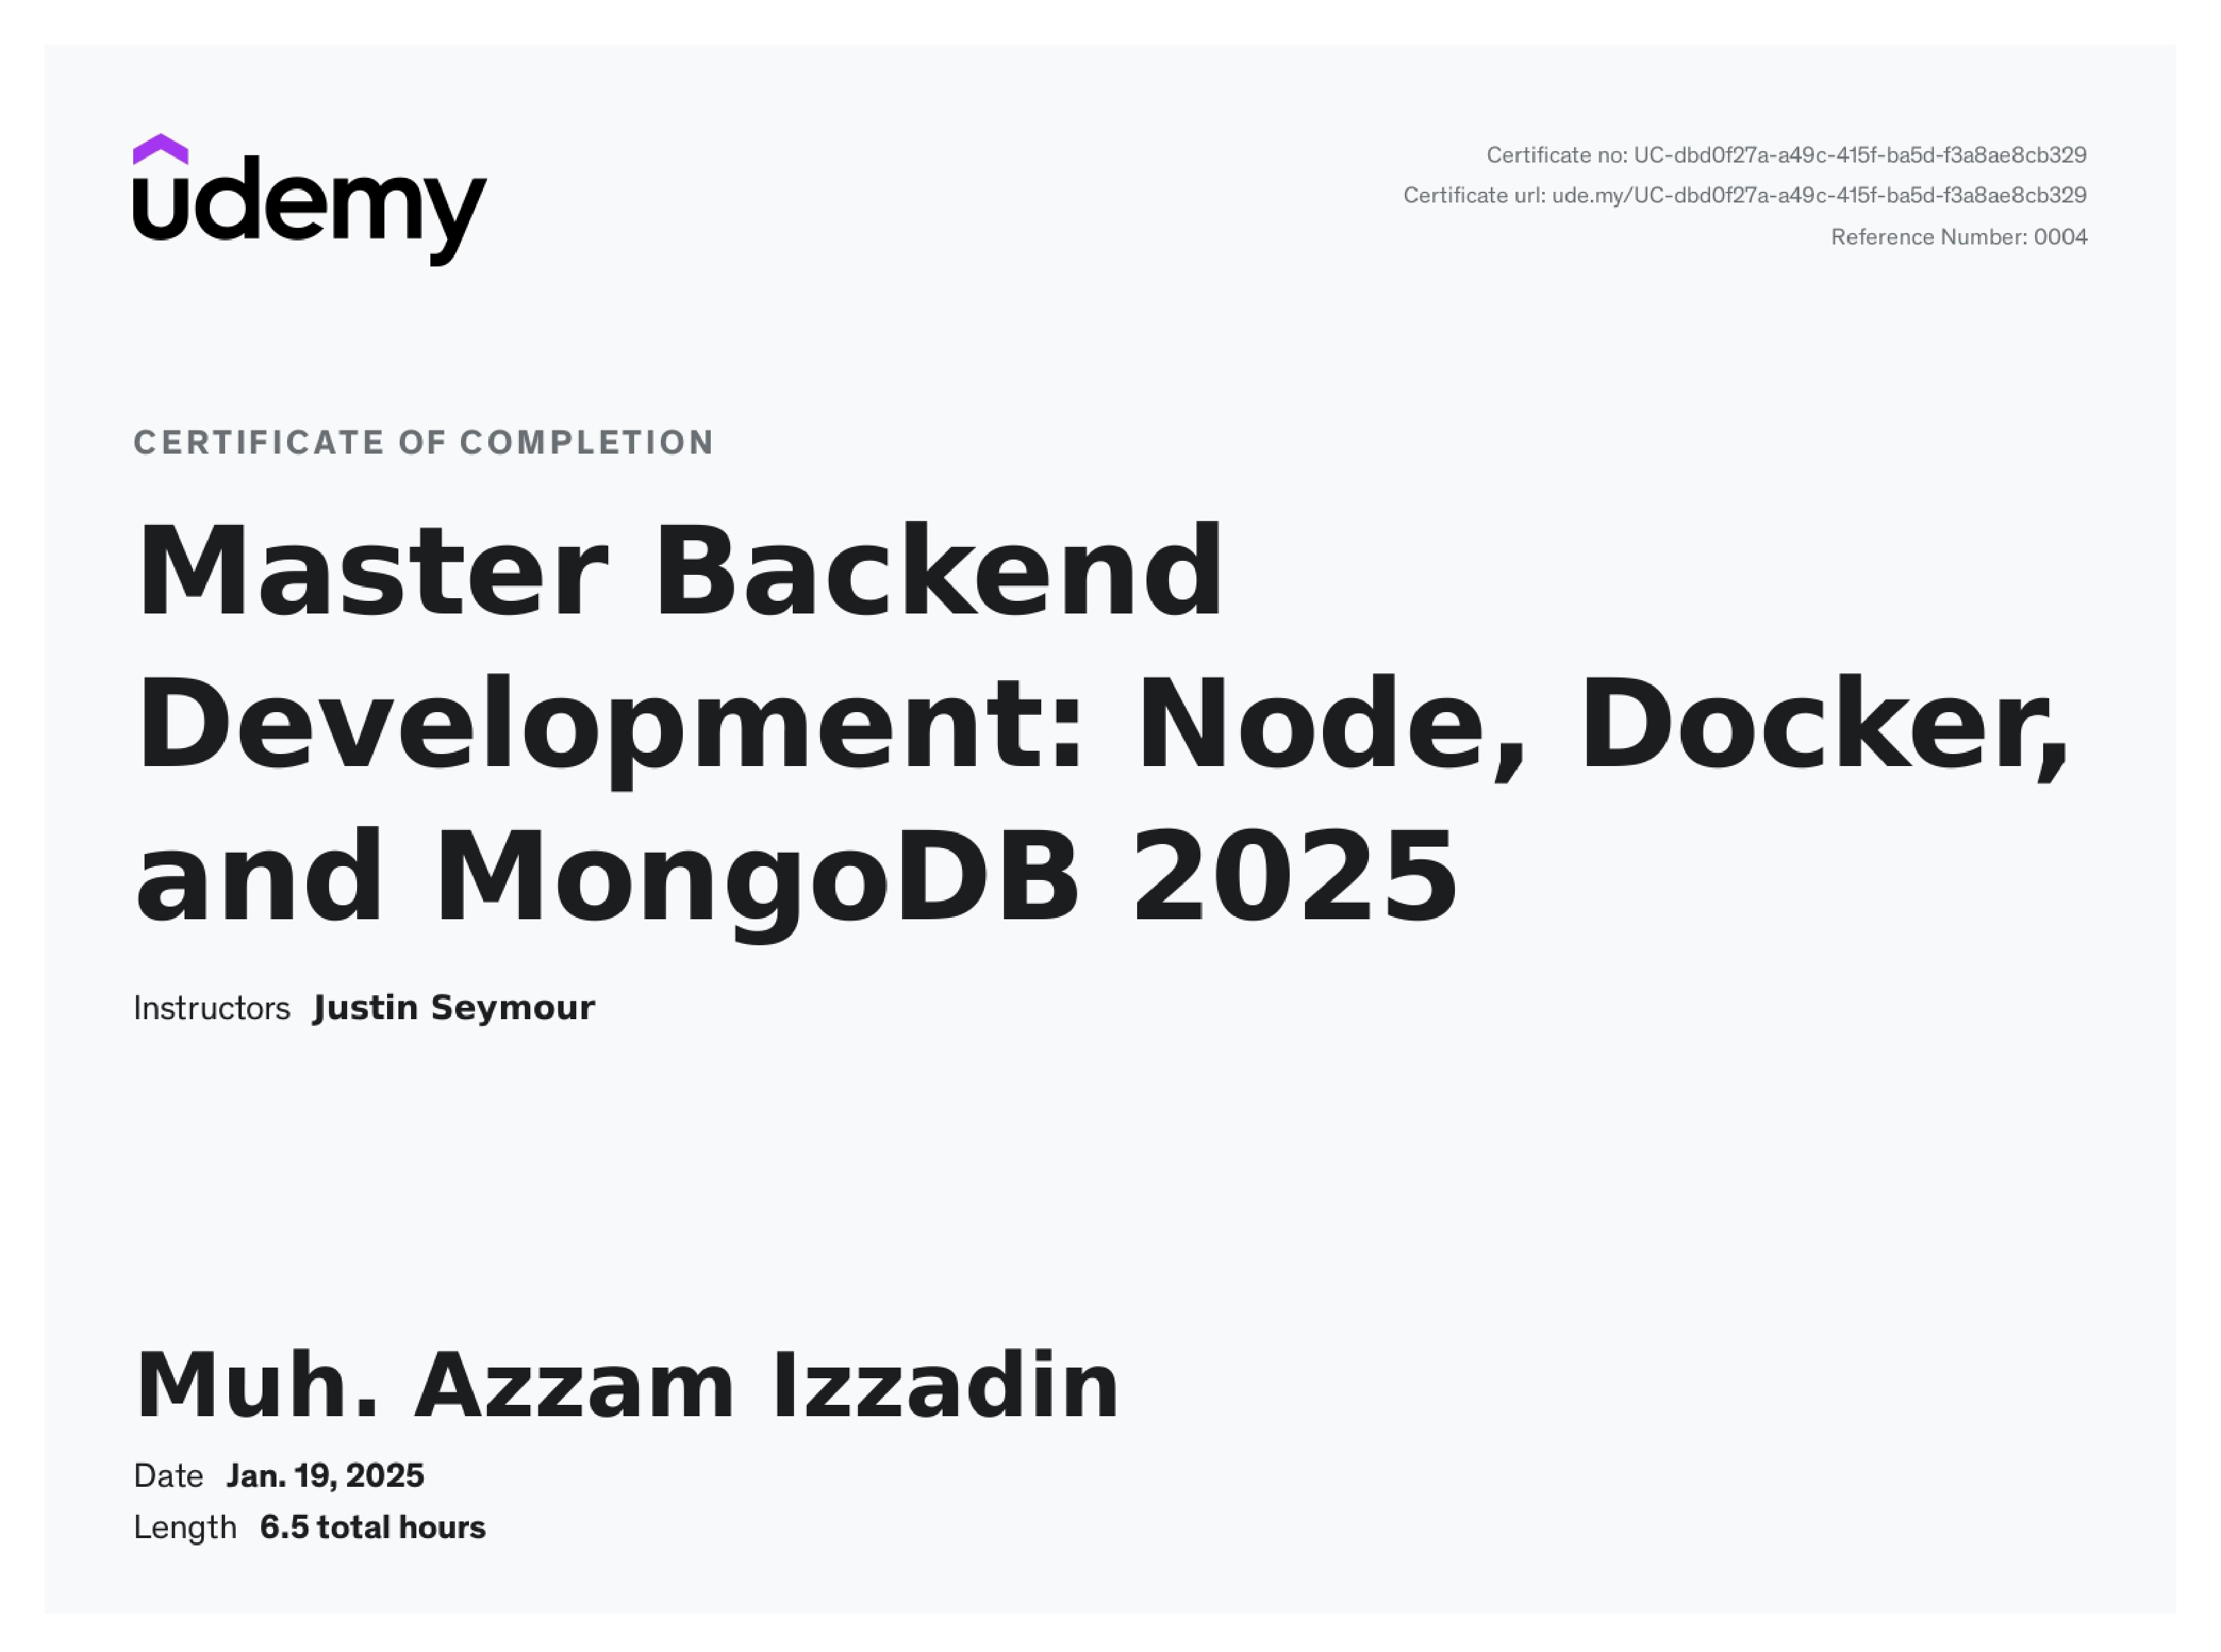 udemy
Certificate no: UC-dbd0f27a-a49c-415f-ba5d-f3a8ae8cb329
Certificate url: ude.my/UC-dbd0f27a-a49c-415f-ba5d-f3a8ae8cb329
Reference Number: 0004
CERTIFICATE OF COMPLETION
Master Backend
Development: Node, Docker,
and MongoDB 2025
Instructors Justin Seymour
Muh. Azzam Izzadin
Date Jan. 19, 2025
Length 6.5 total hours